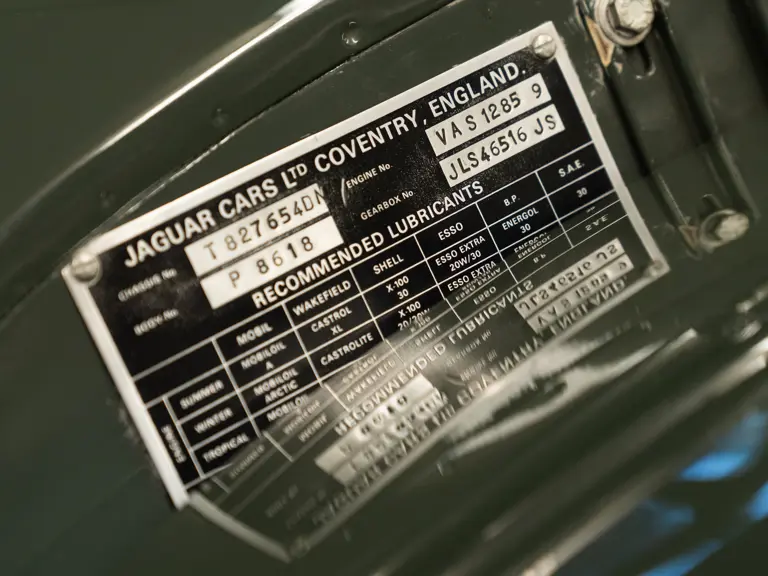 JAGUAR CARS LTD COVENTRY, ENGLAND.
CHASSIS No. T 827654DN
ENGINE No. VAS 1285 9
BODY No. P 8618
GEARBOX No. JLS46516 JS
RECOMMENDED LUBRICANTS
MOBIL WAKEFIELD SHELL ESSO B.P. S.A.E.
ENGINE
SUMMER MOBILOIL A CASTROL XL X-100 30 ESSO EXTRA 20W/30 ENERGOL 30 30
WINTER MOBILOIL ARCTIC CASTROLITE X-100 ESSO EXTRA
TROPICAL MOBILOIL